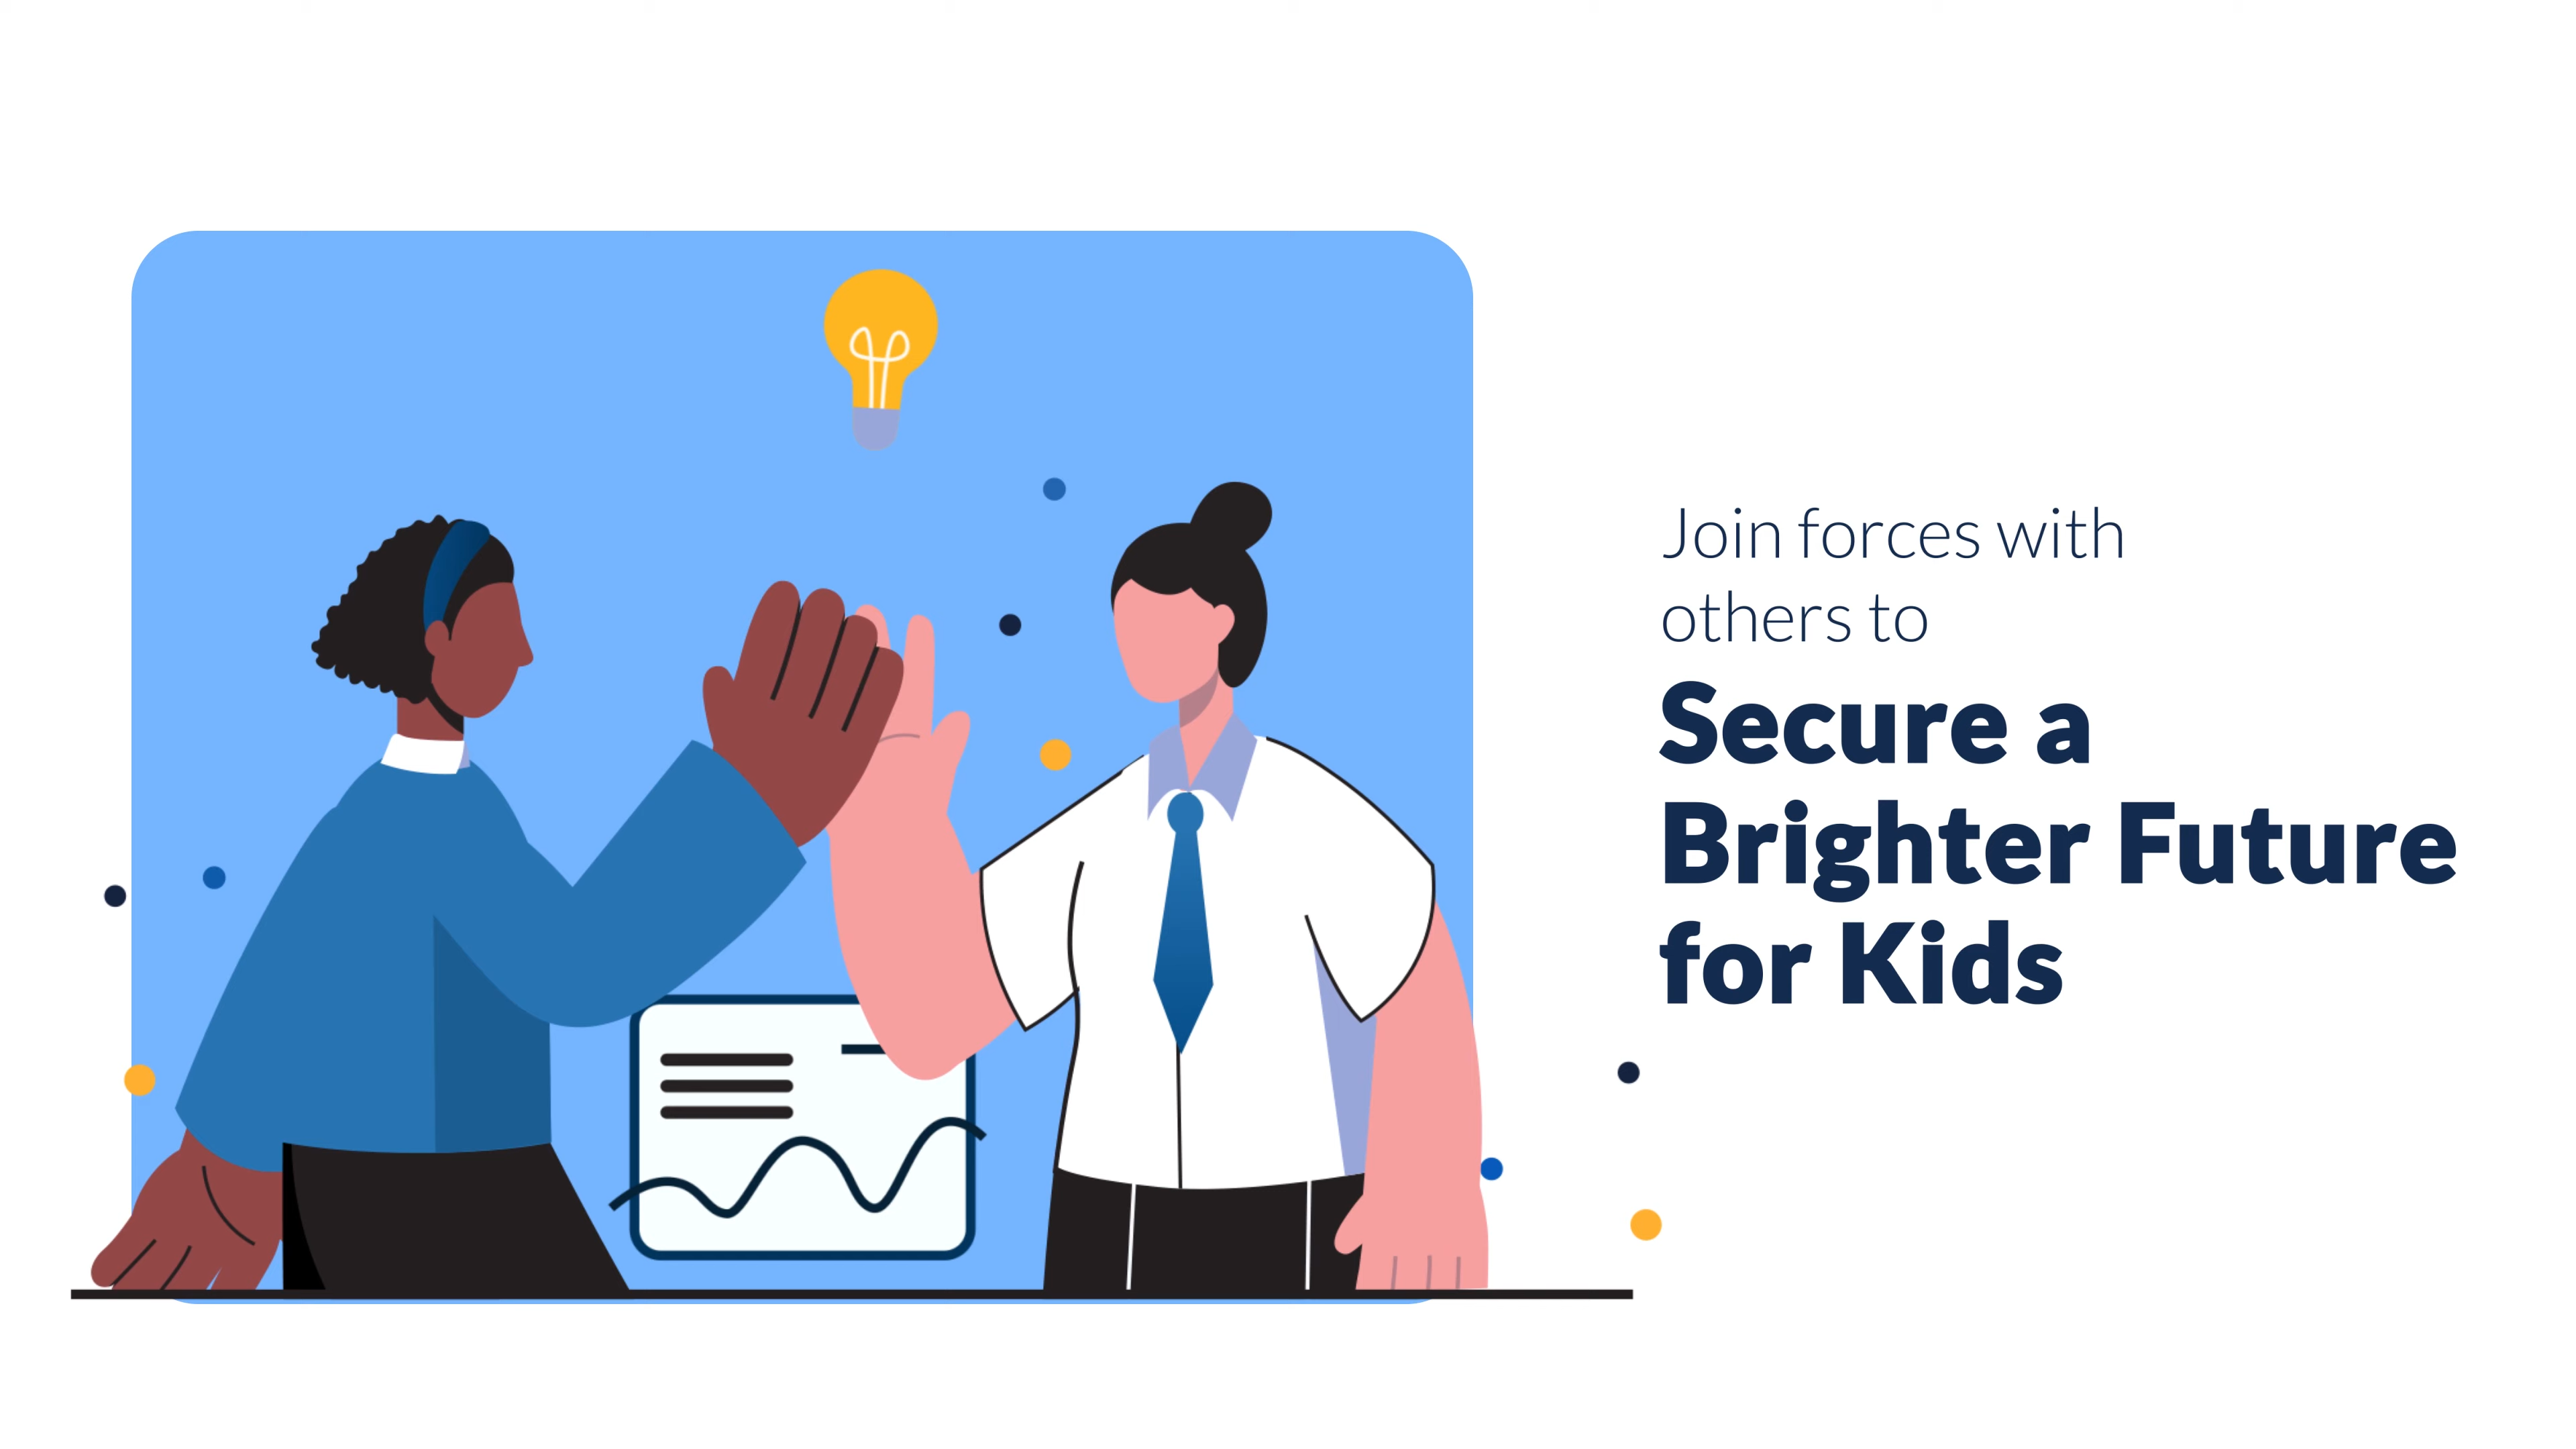 Join forces with
others to
Secure a
Brighter Future
for Kids